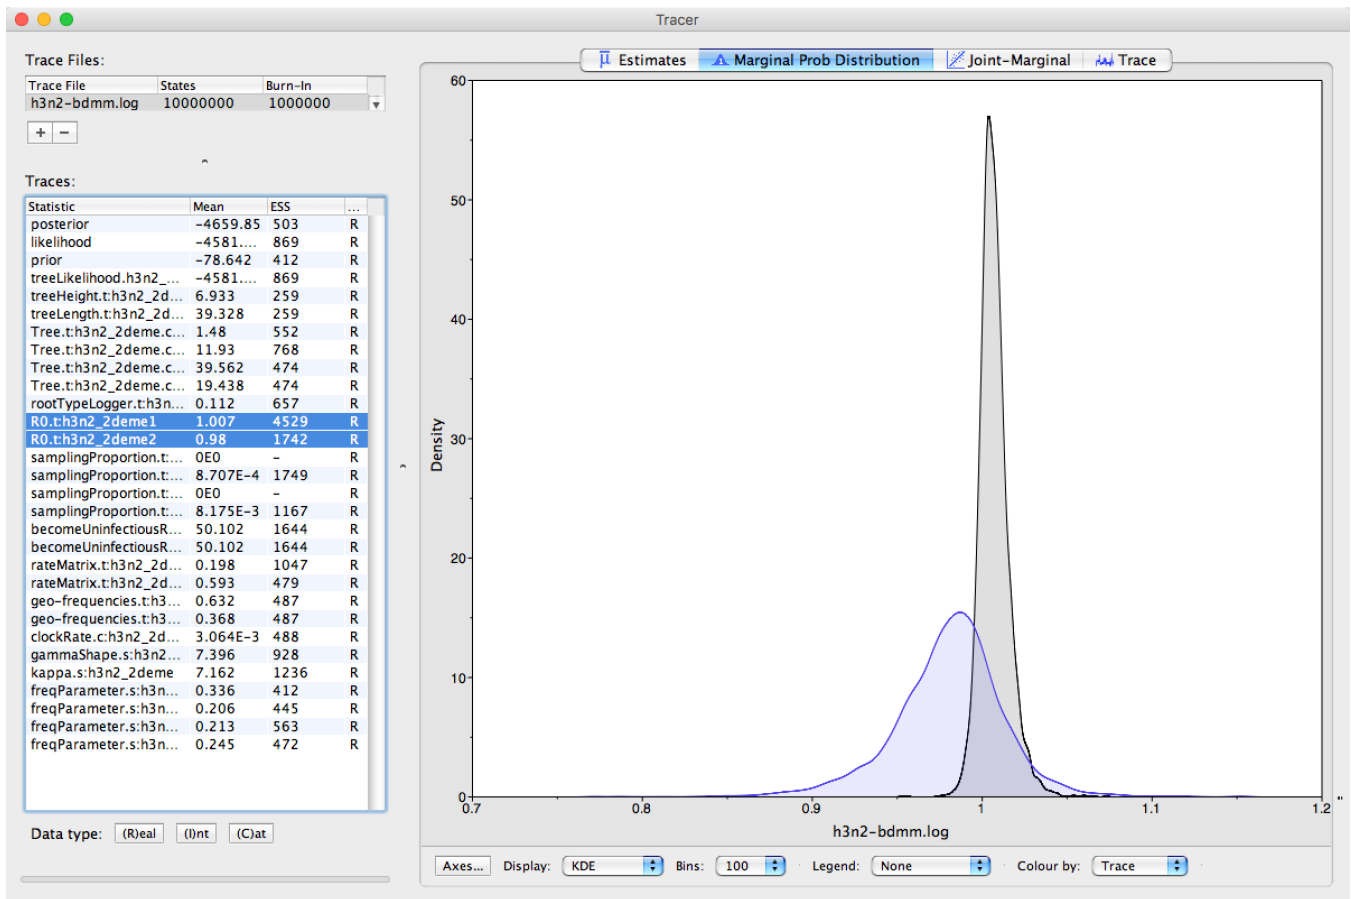 Tracer
Trace Files:
Trace File States Burn-In
h3n2-bdmm.log 10000000 1000000
+ −
Traces:
Statistic Mean ESS ...
posterior -4659.85 503 R
likelihood -4581.... 869 R
prior -78.642 412 R
treeLikelihood.h3n2_... -4581.... 869 R
treeHeight.t:h3n2_2d... 6.933 259 R
treeLength.t:h3n2_2d... 39.328 259 R
Tree.t:h3n2_2deme.c... 1.48 552 R
Tree.t:h3n2_2deme.c... 11.93 768 R
Tree.t:h3n2_2deme.c... 39.562 474 R
Tree.t:h3n2_2deme.c... 19.438 474 R
rootTypeLogger.t:h3n... 0.112 657 R
R0.t:h3n2_2deme1 1.007 4529 R
R0.t:h3n2_2deme2 0.98 1742 R
samplingProportion.t:... 0E0 - R
samplingProportion.t:... 8.707E-4 1749 R
samplingProportion.t:... 0E0 - R
samplingProportion.t:... 8.175E-3 1167 R
becomeUninfectiousR... 50.102 1644 R
becomeUninfectiousR... 50.102 1644 R
rateMatrix.t:h3n2_2d... 0.198 1047 R
rateMatrix.t:h3n2_2d... 0.593 479 R
geo-frequencies.t:h3... 0.632 487 R
geo-frequencies.t:h3... 0.368 487 R
clockRate.c:h3n2_2d... 3.064E-3 488 R
gammaShape.s:h3n2... 7.396 928 R
kappa.s:h3n2_2deme 7.162 1236 R
freqParameter.s:h3n... 0.336 412 R
freqParameter.s:h3n... 0.206 445 R
freqParameter.s:h3n... 0.213 563 R
freqParameter.s:h3n... 0.245 472 R
Data type: (R)eal (I)nt (C)at
μ Estimates Marginal Prob Distribution Joint-Marginal Trace
60
50
40
30
20
10
0
Density
0.7 0.8 0.9 1 1.1 1.2
h3n2-bdmm.log
Axes... Display: KDE Bins: 100 Legend: None Colour by: Trace